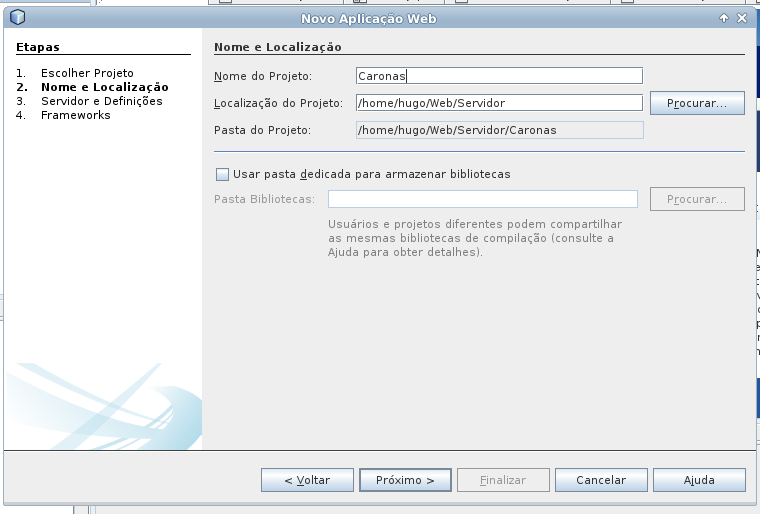 Novo Aplicação Web
Etapas
1. Escolher Projeto
2. Nome e Localização
3. Servidor e Definições
4. Frameworks
Nome e Localização
Nome do Projeto: Caronas
Localização do Projeto: /home/hugo/Web/Servidor Procurar...
Pasta do Projeto: /home/hugo/Web/Servidor/Caronas
Usar pasta dedicada para armazenar bibliotecas
Pasta Bibliotecas: Procurar...
Usuários e projetos diferentes podem compartilhar
as mesmas bibliotecas de compilação (consulte a
Ajuda para obter detalhes).
< Voltar Próximo > Finalizar Cancelar Ajuda